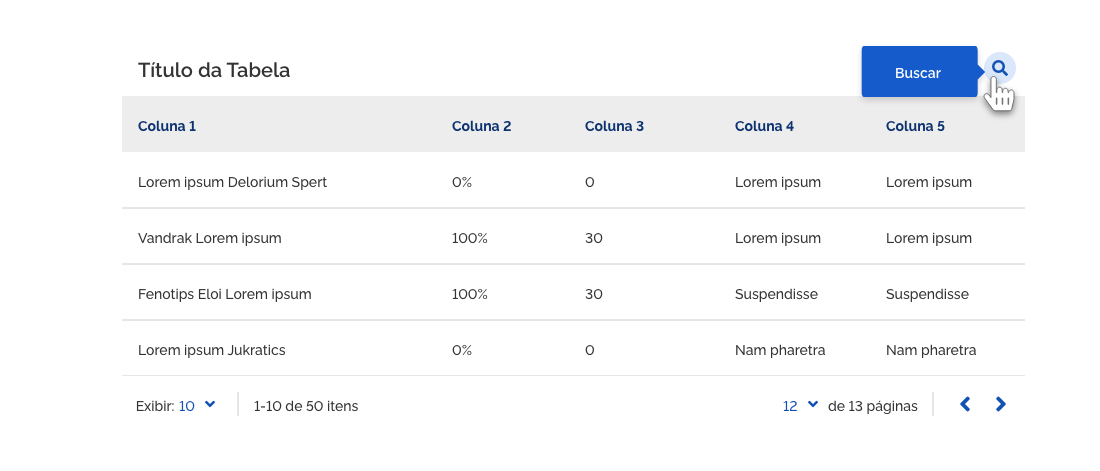 Título da Tabela Buscar
Coluna 1 Coluna 2 Coluna 3 Coluna 4 Coluna 5
Lorem ipsum Delorium Spert 0% 0 Lorem ipsum Lorem ipsum
Vandrak Lorem ipsum 100% 30 Lorem ipsum Lorem ipsum
Fenotips Eloi Lorem ipsum 100% 30 Suspendisse Suspendisse
Lorem ipsum Jukratics 0% 0 Nam pharetra Nam pharetra
Exibir: 10 1-10 de 50 itens 12 de 13 páginas